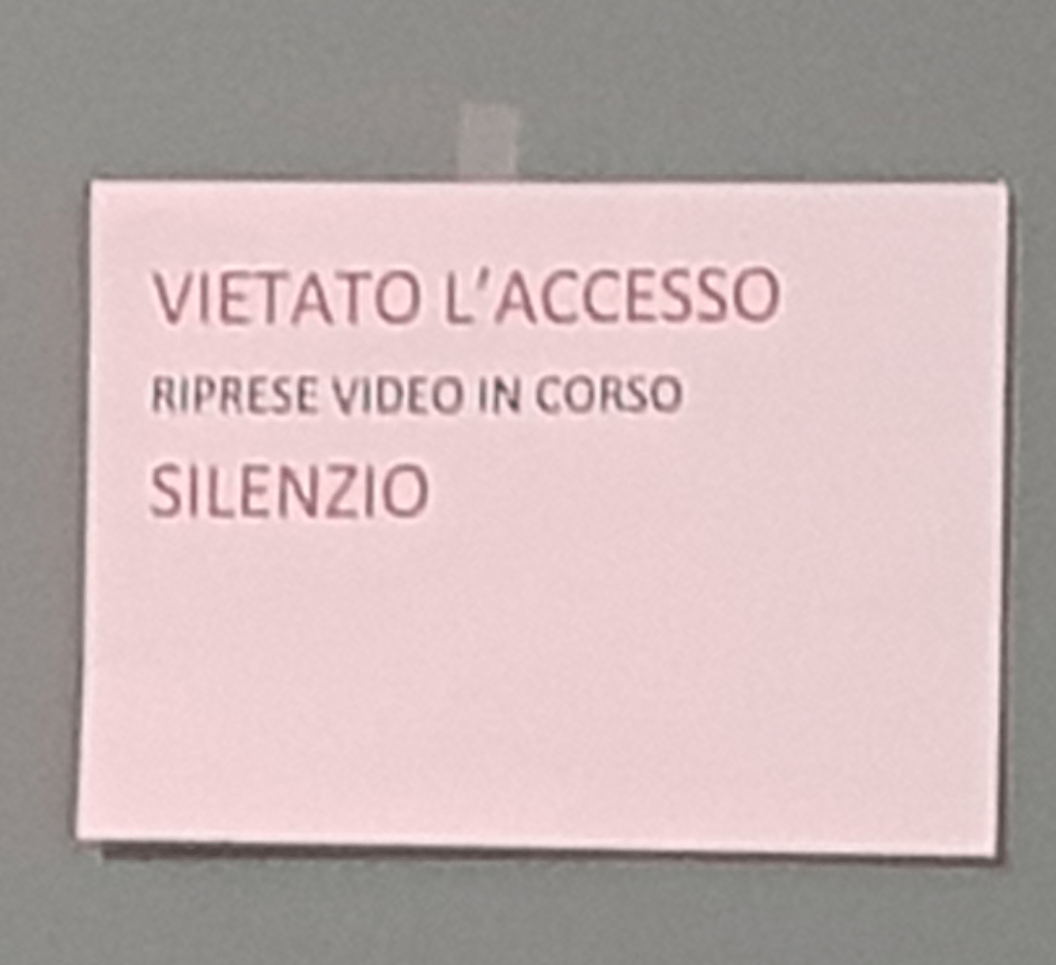 VIETATO L'ACCESSO
RIPRESE VIDEO IN CORSO
SILENZIO